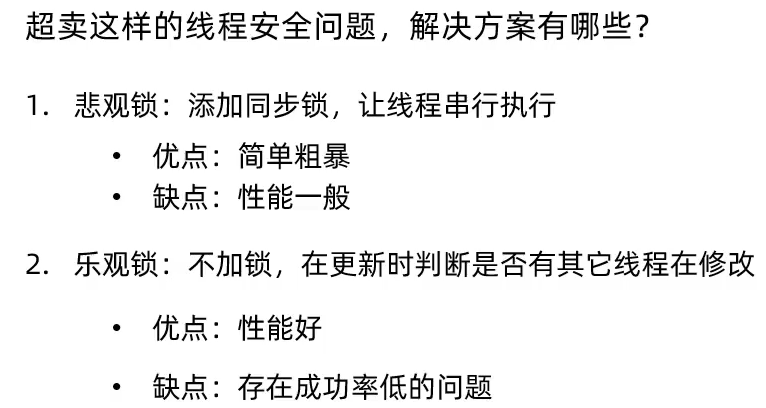 超卖这样的线程安全问题，解决方案有哪些？
1. 悲观锁：添加同步锁，让线程串行执行
• 优点：简单粗暴
• 缺点：性能一般
2. 乐观锁：不加锁，在更新时判断是否有其它线程在修改
• 优点：性能好
• 缺点：存在成功率低的问题